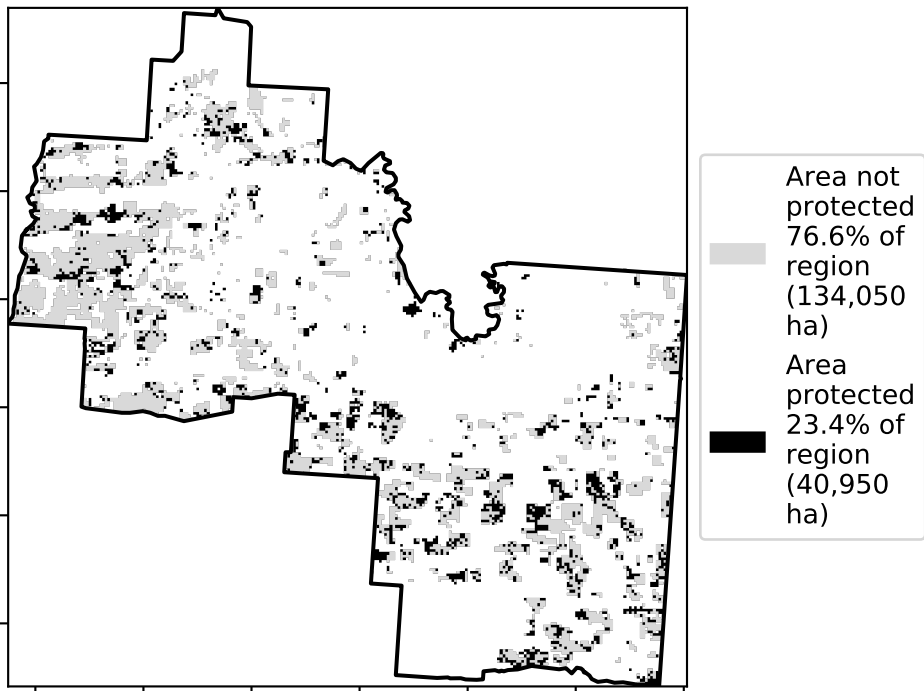 Area not
protected
76.6% of
region
(134,050
ha)
Area
protected
23.4% of
region
(40,950
ha)